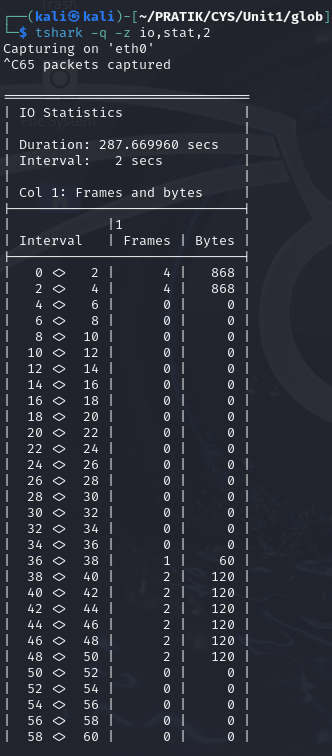 ┌──(kali㉿kali)-[~/PRATIK/CYS/Unit1/glob]
└─$ tshark -q -z io,stat,2
Capturing on 'eth0'
^C65 packets captured

==================================
| IO Statistics                  |
|                                |
| Duration: 287.669960 secs      |
| Interval:   2 secs             |
|                                |
| Col 1: Frames and bytes        |
|--------------------------------|
|              |1                |
| Interval     | Frames | Bytes  |
|--------------------------------|
|   0 <>   2   |      4 |    868 |
|   2 <>   4   |      4 |    868 |
|   4 <>   6   |      0 |      0 |
|   6 <>   8   |      0 |      0 |
|   8 <>  10   |      0 |      0 |
|  10 <>  12   |      0 |      0 |
|  12 <>  14   |      0 |      0 |
|  14 <>  16   |      0 |      0 |
|  16 <>  18   |      0 |      0 |
|  18 <>  20   |      0 |      0 |
|  20 <>  22   |      0 |      0 |
|  22 <>  24   |      0 |      0 |
|  24 <>  26   |      0 |      0 |
|  26 <>  28   |      0 |      0 |
|  28 <>  30   |      0 |      0 |
|  30 <>  32   |      0 |      0 |
|  32 <>  34   |      0 |      0 |
|  34 <>  36   |      0 |      0 |
|  36 <>  38   |      1 |     60 |
|  38 <>  40   |      2 |    120 |
|  40 <>  42   |      2 |    120 |
|  42 <>  44   |      2 |    120 |
|  44 <>  46   |      2 |    120 |
|  46 <>  48   |      2 |    120 |
|  48 <>  50   |      2 |    120 |
|  50 <>  52   |      0 |      0 |
|  52 <>  54   |      0 |      0 |
|  54 <>  56   |      0 |      0 |
|  56 <>  58   |      0 |      0 |
|  58 <>  60   |      0 |      0 |